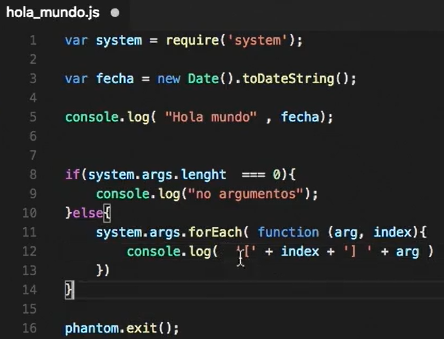 hola_mundo.js
1 var system = require('system');
2
3 var fecha = new Date().toDateString();
4
5 console.log( "Hola mundo" , fecha);
6
7
8 if(system.args.lenght  === 0){
9     console.log("no argumentos");
10 }else{
11     system.args.forEach( function (arg, index){
12         console.log(   '[' + index + '] ' + arg )
13     })
14 }
15
16 phantom.exit();